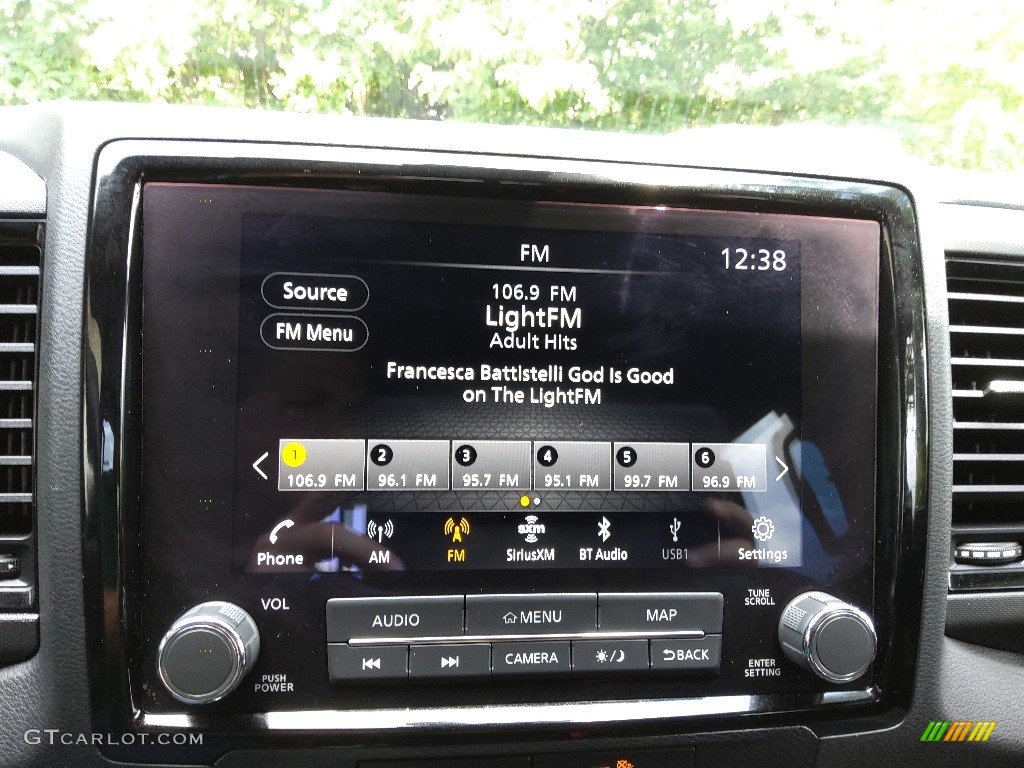 FM
12:38
Source
106.9 FM
LightFM
FM Menu
Adult Hits
Francesca Battistelli God Is Good
on The LightFM
1 2 3 4 5 6
106.9 FM 96.1 FM 95.7 FM 95.1 FM 99.7 FM 96.9 FM
sxm
Phone AM FM SiriusXM BT Audio USB1 Settings
VOL
AUDIO MENU MAP
TUNE
SCROLL
CAMERA BACK
PUSH
POWER
ENTER
SETTING
GTCARLOT.COM